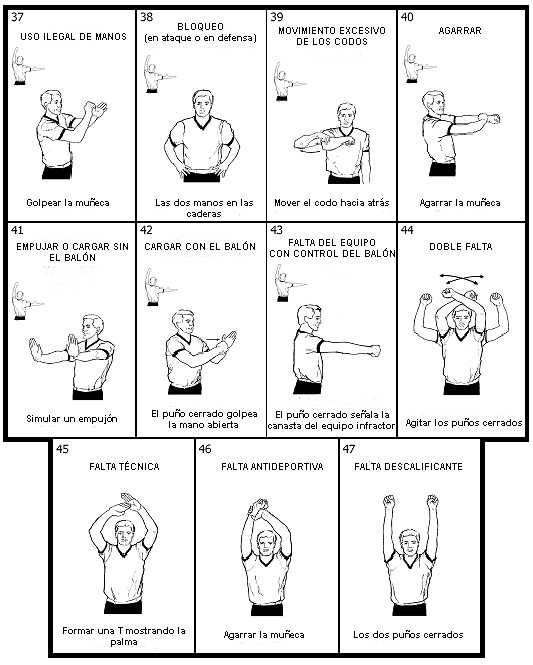 37
USO ILEGAL DE MANOS
Golpear la muñeca
38
BLOQUEO
(en ataque o en defensa)
Las dos manos en las
caderas
39
MOVIMIENTO EXCESIVO
DE LOS CODOS
Mover el codo hacia atrás
40
AGARRAR
Agarrar la muñeca
41
EMPUJAR O CARGAR SIN
EL BALÓN
Simular un empujón
42
CARGAR CON EL BALÓN
El puño cerrado golpea
la mano abierta
43
FALTA DEL EQUIPO
CON CONTROL DEL BALÓN
El puño cerrado señala la
canasta del equipo infractor
44
DOBLE FALTA
Agitar los puños cerrados
45
FALTA TÉCNICA
Formar una T mostrando la
palma
46
FALTA ANTIDEPORTIVA
Agarrar la muñeca
47
FALTA DESCALIFICANTE
Los dos puños cerrados